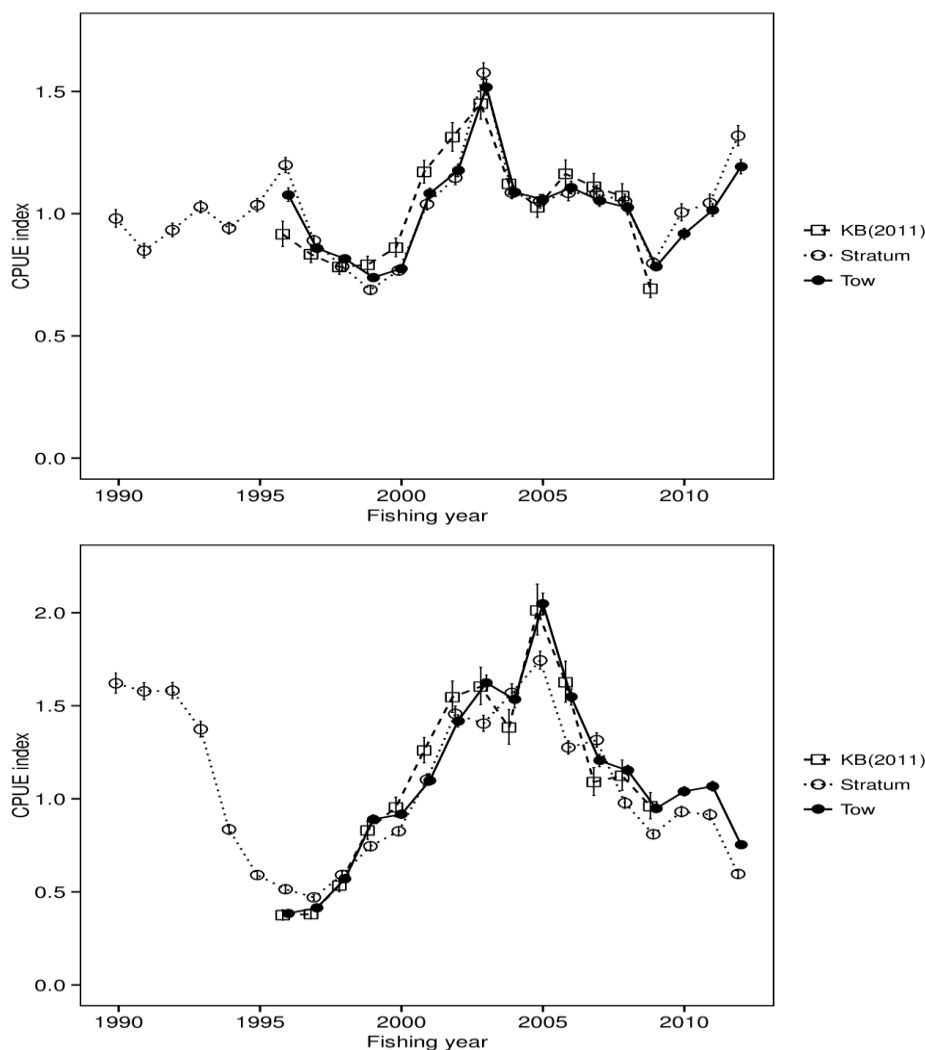 1.5
1.0
0.5
0.0
CPUE index
1990
1995
2000
2005
2010
Fishing year
KB(2011)
Stratum
Tow
2.0
1.5
1.0
0.5
0.0
CPUE index
1990
1995
2000
2005
2010
Fishing year
KB(2011)
Stratum
Tow